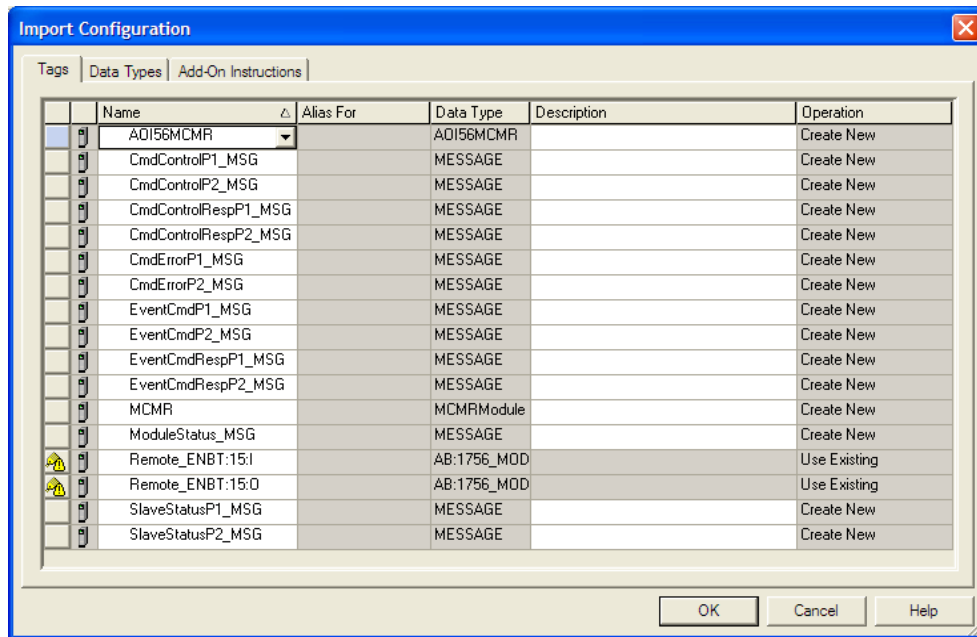 Import Configuration
Tags Data Types Add-On Instructions
Name Alias For Data Type Description Operation
AOI56MCMR AOI56MCMR Create New
CmdControlP1_MSG MESSAGE Create New
CmdControlP2_MSG MESSAGE Create New
CmdControlRespP1_MSG MESSAGE Create New
CmdControlRespP2_MSG MESSAGE Create New
CmdErrorP1_MSG MESSAGE Create New
CmdErrorP2_MSG MESSAGE Create New
EventCmdP1_MSG MESSAGE Create New
EventCmdP2_MSG MESSAGE Create New
EventCmdRespP1_MSG MESSAGE Create New
EventCmdRespP2_MSG MESSAGE Create New
MCMR MCMRModule Create New
ModuleStatus_MSG MESSAGE Create New
Remote_ENBT:15:I AB:1756_MOD Use Existing
Remote_ENBT:15:O AB:1756_MOD Use Existing
SlaveStatusP1_MSG MESSAGE Create New
SlaveStatusP2_MSG MESSAGE Create New
OK Cancel Help